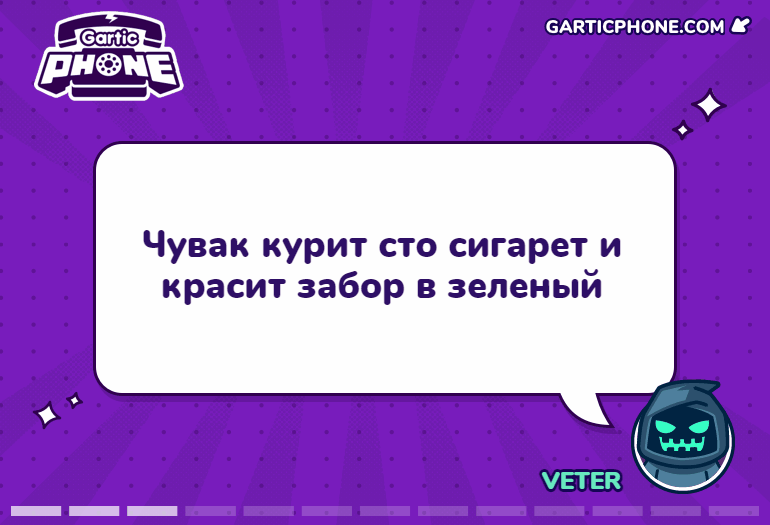 Gartic
PHONE
GARTICPHONE.COM
Чувак курит сто сигарет и
красит забор в зеленый
VETER